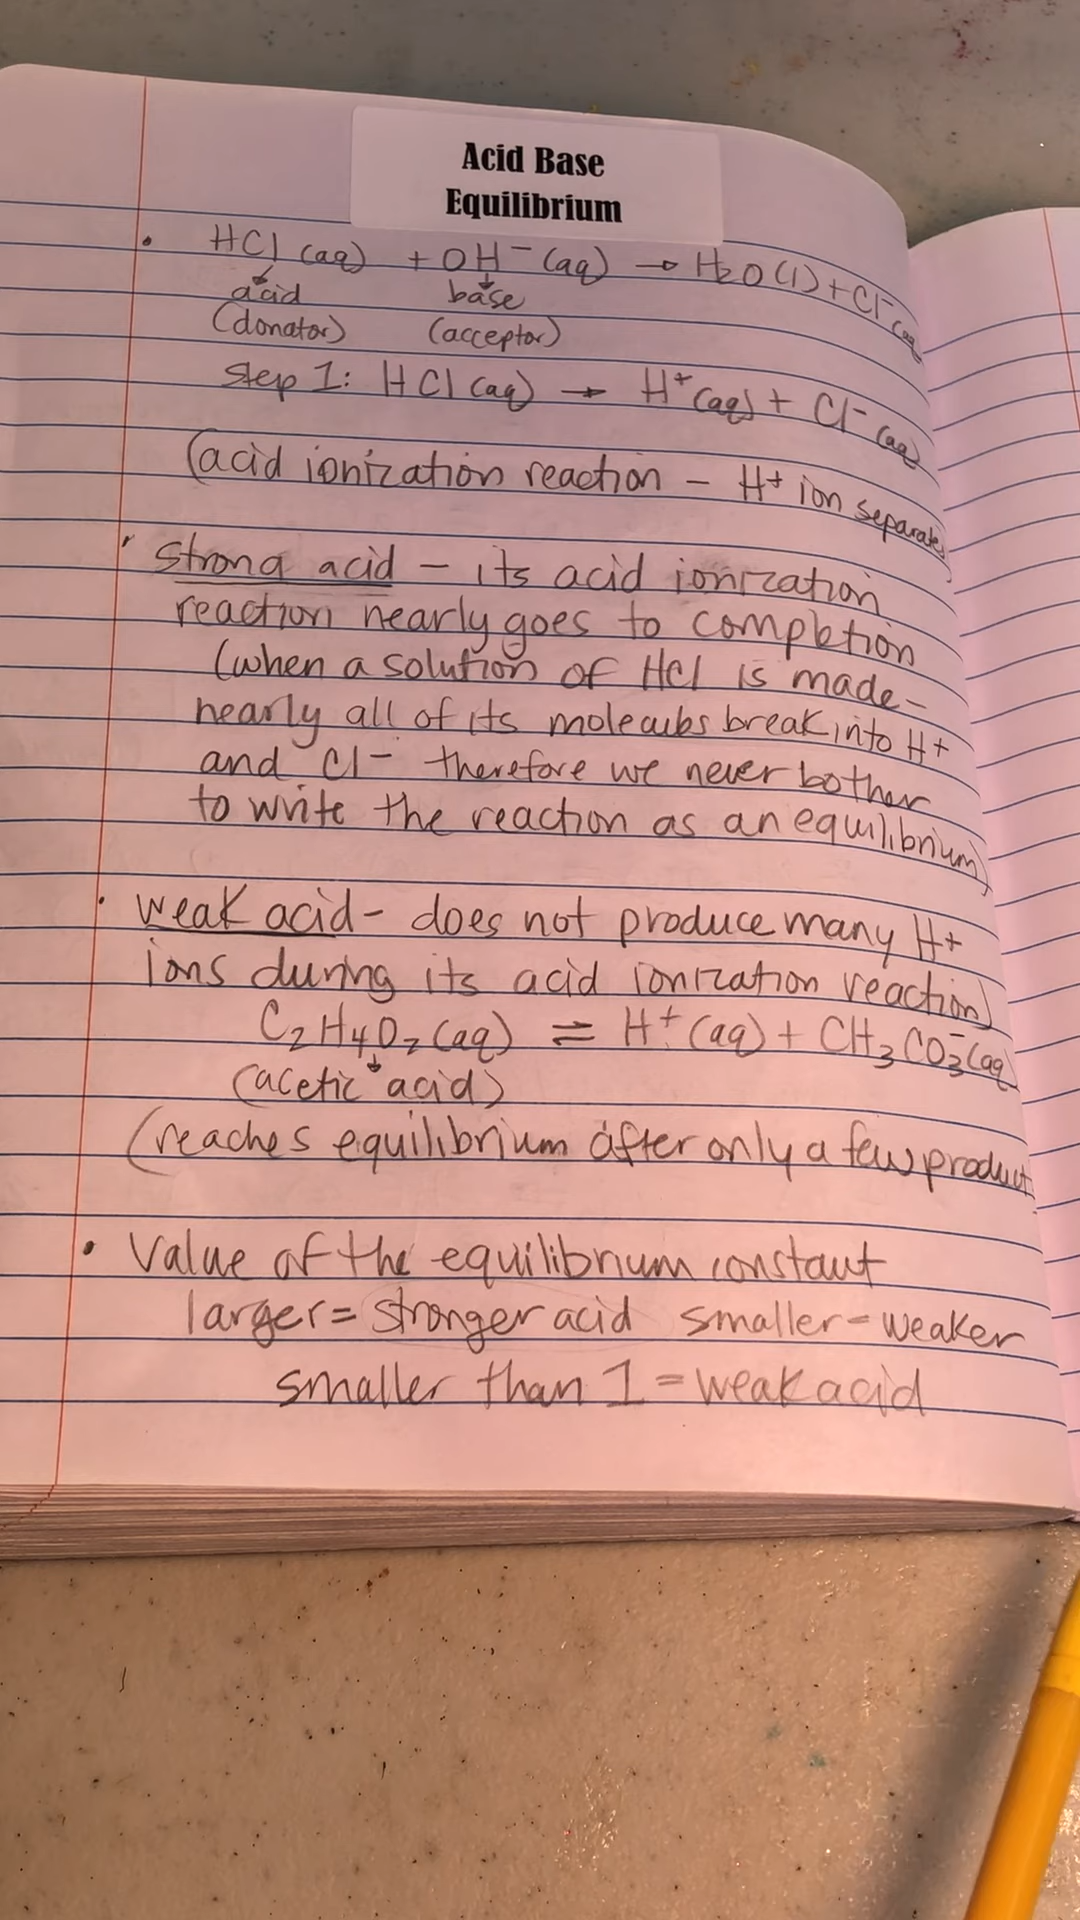 Acid Base
Equilibrium
• HCl (aq) + OH⁻ (aq) → H₂O (l) + Cl⁻ (aq)
acid base
(donator) (acceptor)
Step 1: HCl (aq) → H⁺ (aq) + Cl⁻ (aq)
(acid ionization reaction - H+ ion separates
• strong acid - its acid ionization
reaction nearly goes to completion
(when a solution of HCl is made-
nearly all of its molecules break into H+
and Cl- therefore we never bother
to write the reaction as an equilibrium)
• weak acid - does not produce many H+
ions during its acid ionization reaction)
C₂H₄O₂ (aq) ⇌ H⁺ (aq) + CH₃CO₃⁻ (aq
(acetic acid)
(reaches equilibrium after only a few product
• Value of the equilibrium constant
larger = stronger acid smaller = weaker
smaller than 1 = weak acid